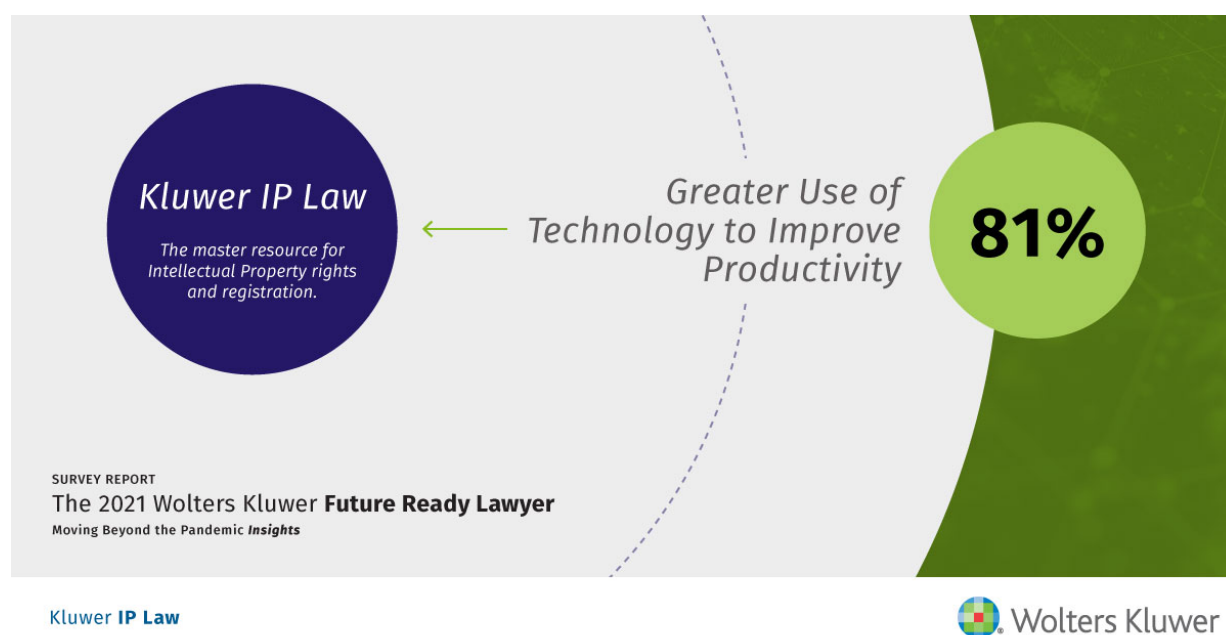 Kluwer IP Law
The master resource for
Intellectual Property rights
and registration.
Greater Use of
Technology to Improve
Productivity
81%
SURVEY REPORT
The 2021 Wolters Kluwer Future Ready Lawyer
Moving Beyond the Pandemic Insights
Kluwer IP Law
Wolters Kluwer